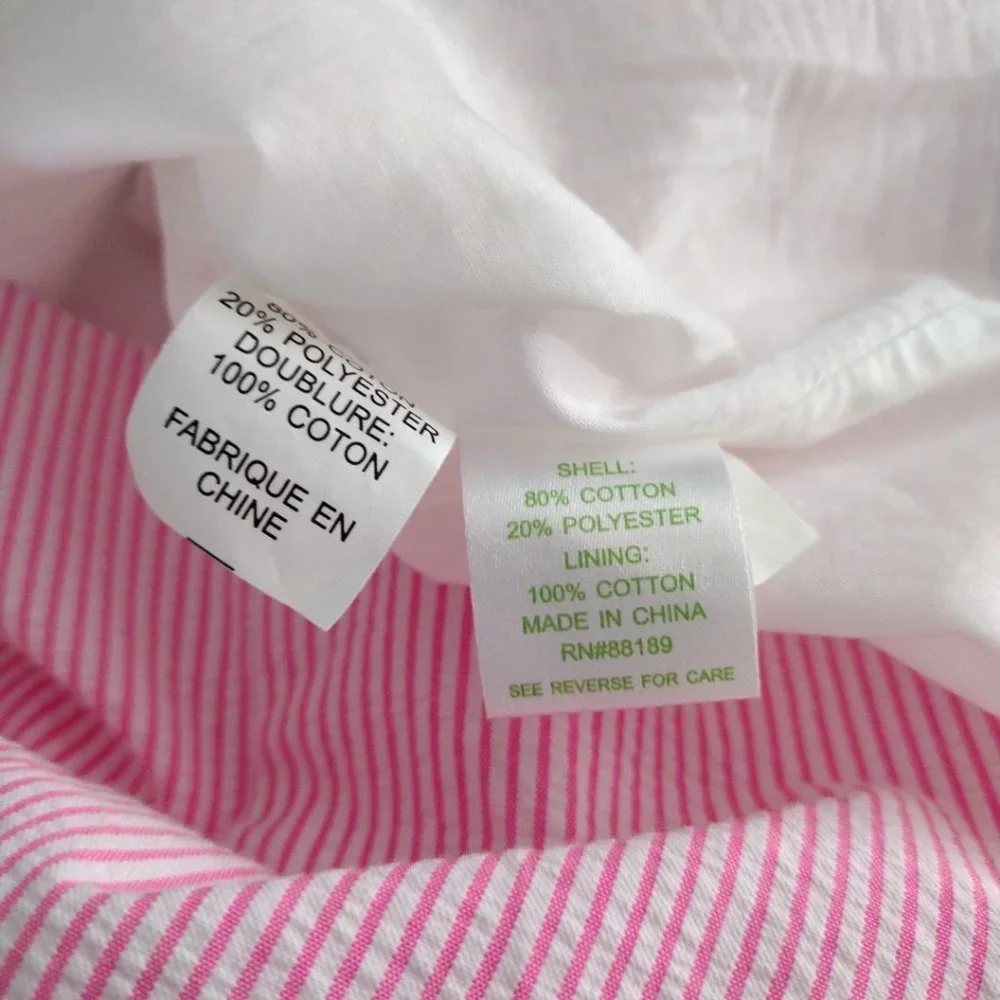 20% POLYESTER
DOUBLURE:
100% COTON
FABRIQUE EN
CHINE
SHELL:
80% COTTON
20% POLYESTER
LINING:
100% COTTON
MADE IN CHINA
RN#88189
SEE REVERSE FOR CARE